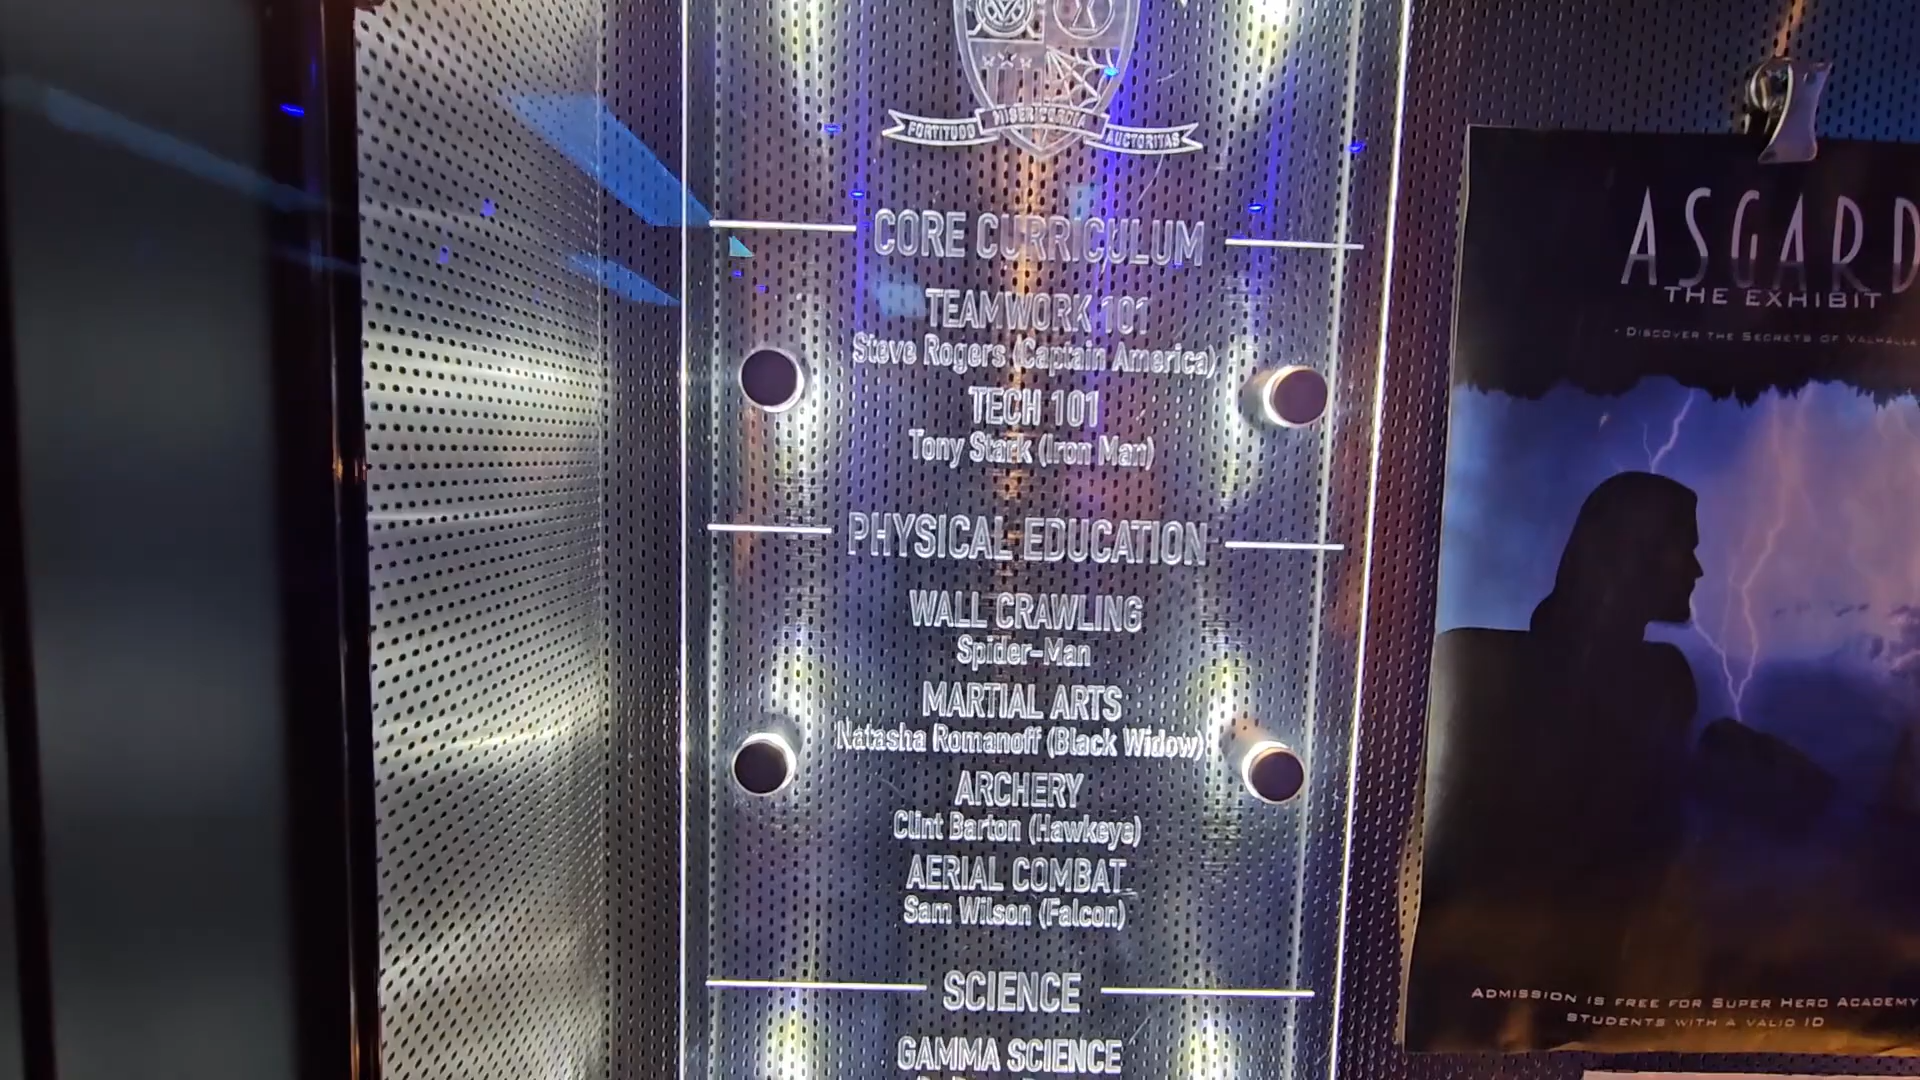 FORTITUDO MISERICORDIA AUCTORITAS
CORE CURRICULUM
TEAMWORK 101
Steve Rogers (Captain America)
TECH 101
Tony Stark (Iron Man)
PHYSICAL EDUCATION
WALL CRAWLING
Spider-Man
MARTIAL ARTS
Natasha Romanoff (Black Widow)
ARCHERY
Clint Barton (Hawkeye)
AERIAL COMBAT
Sam Wilson (Falcon)
SCIENCE
GAMMA SCIENCE
ASGARD
THE EXHIBIT
• DISCOVER THE SECRETS OF VALHALLA
ADMISSION IS FREE FOR SUPER HERO ACADEMY
STUDENTS WITH A VALID ID